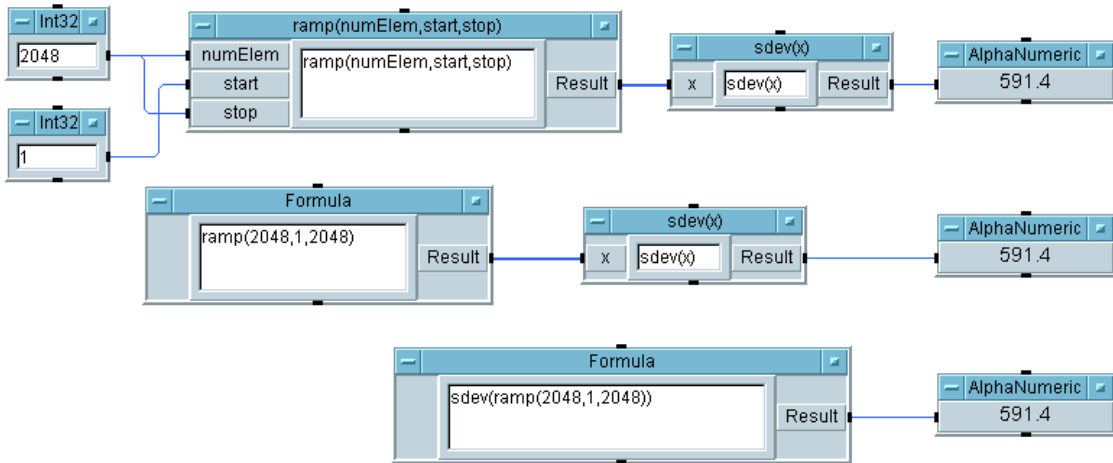 Int32
2048
Int32
1
ramp(numElem,start,stop)
numElem
start
stop
ramp(numElem,start,stop)
Result
sdev(x)
x
sdev(x)
Result
AlphaNumeric
591.4
Formula
ramp(2048,1,2048)
Result
sdev(x)
x
sdev(x)
Result
AlphaNumeric
591.4
Formula
sdev(ramp(2048,1,2048))
Result
AlphaNumeric
591.4